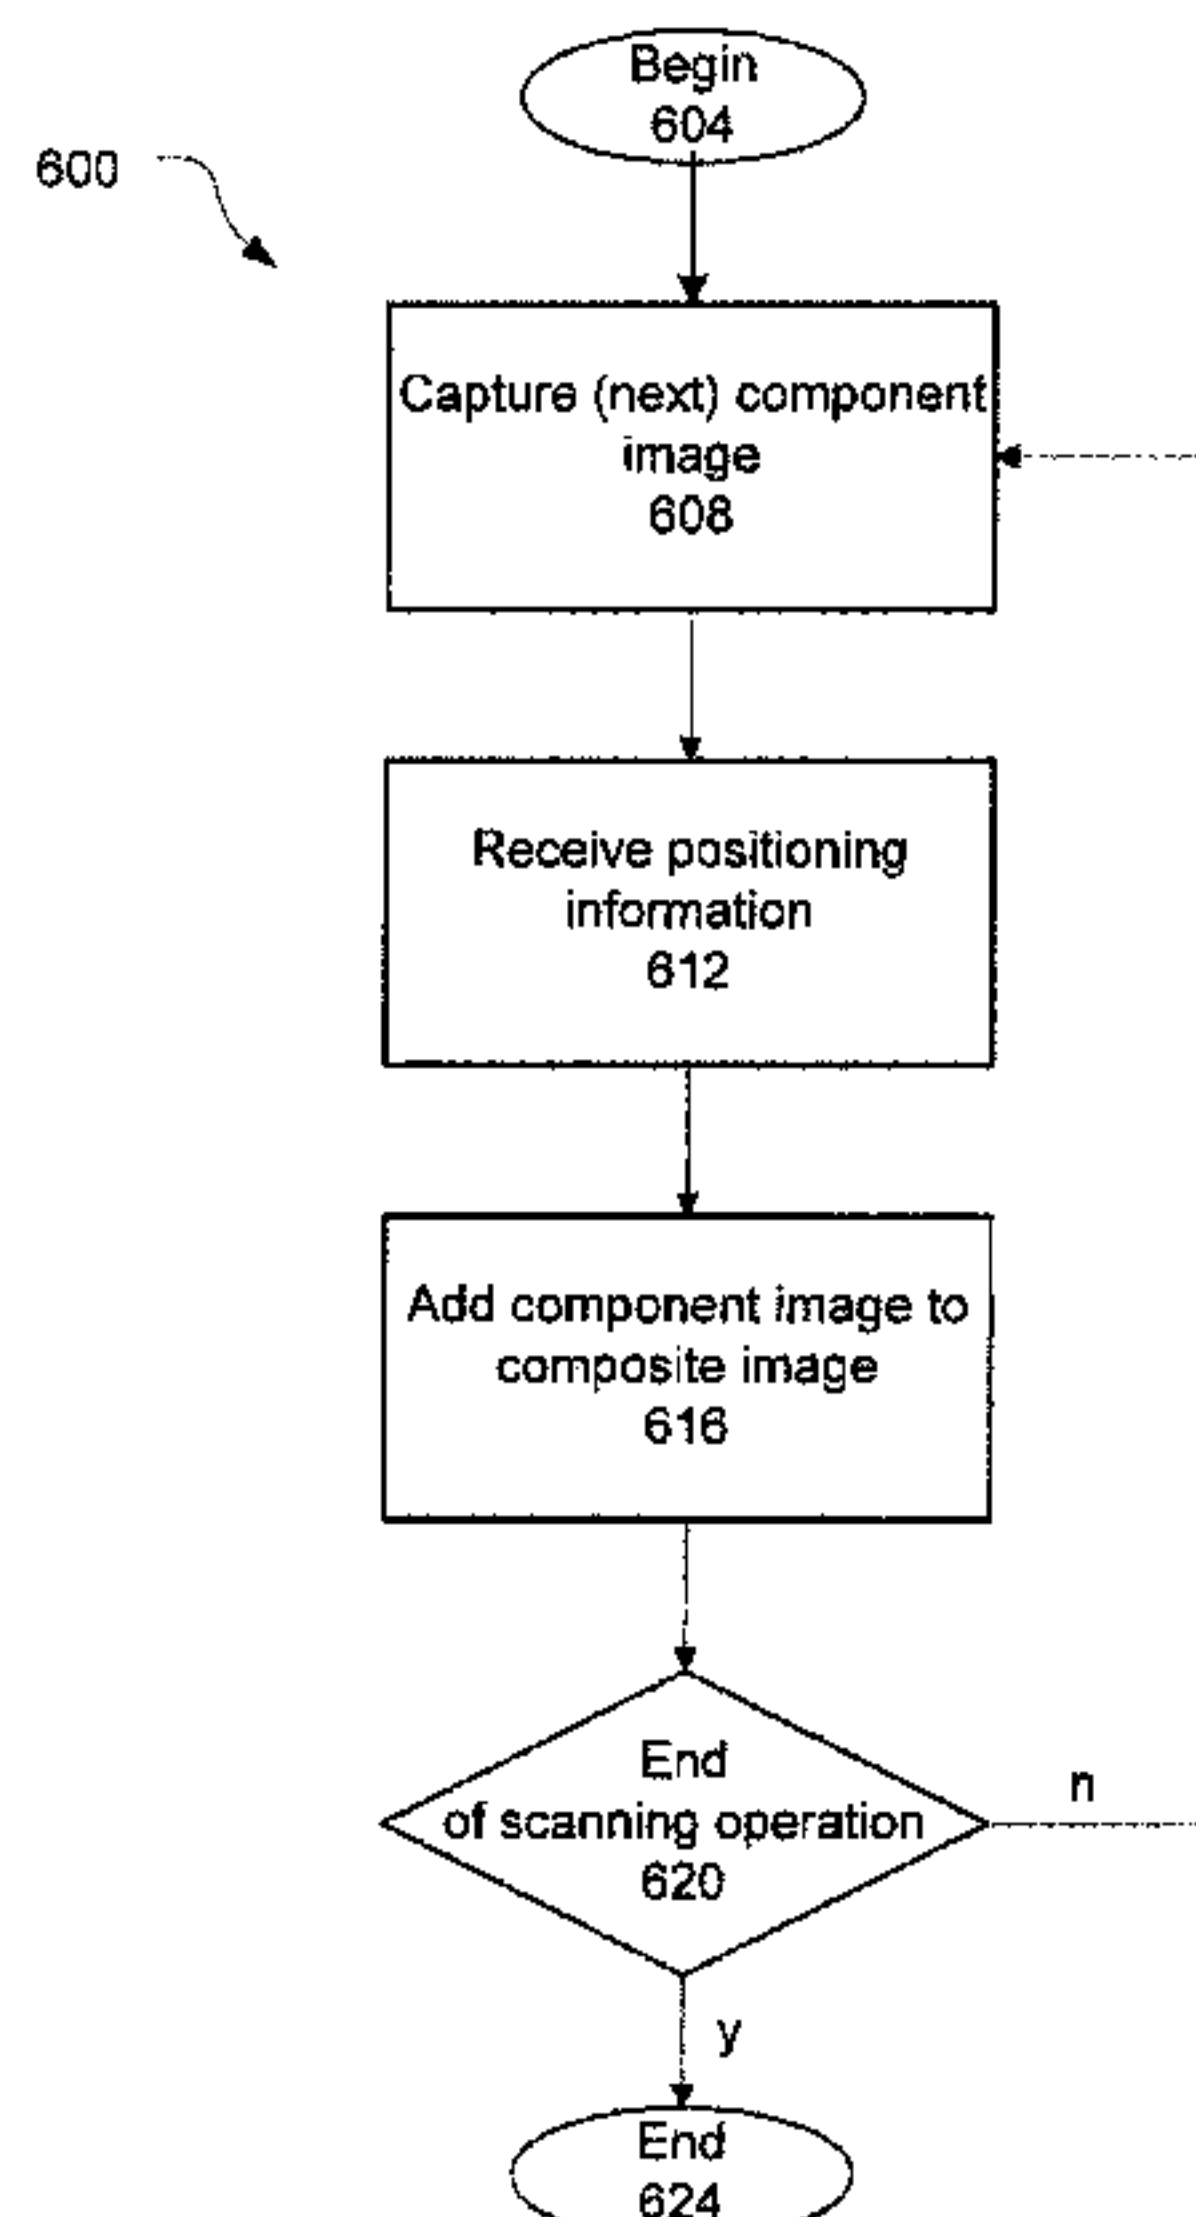 Begin
604
600
Capture (next) component
image
608
Receive positioning
information
612
Add component image to
composite image
616
End
of scanning operation
620
n
y
End
624